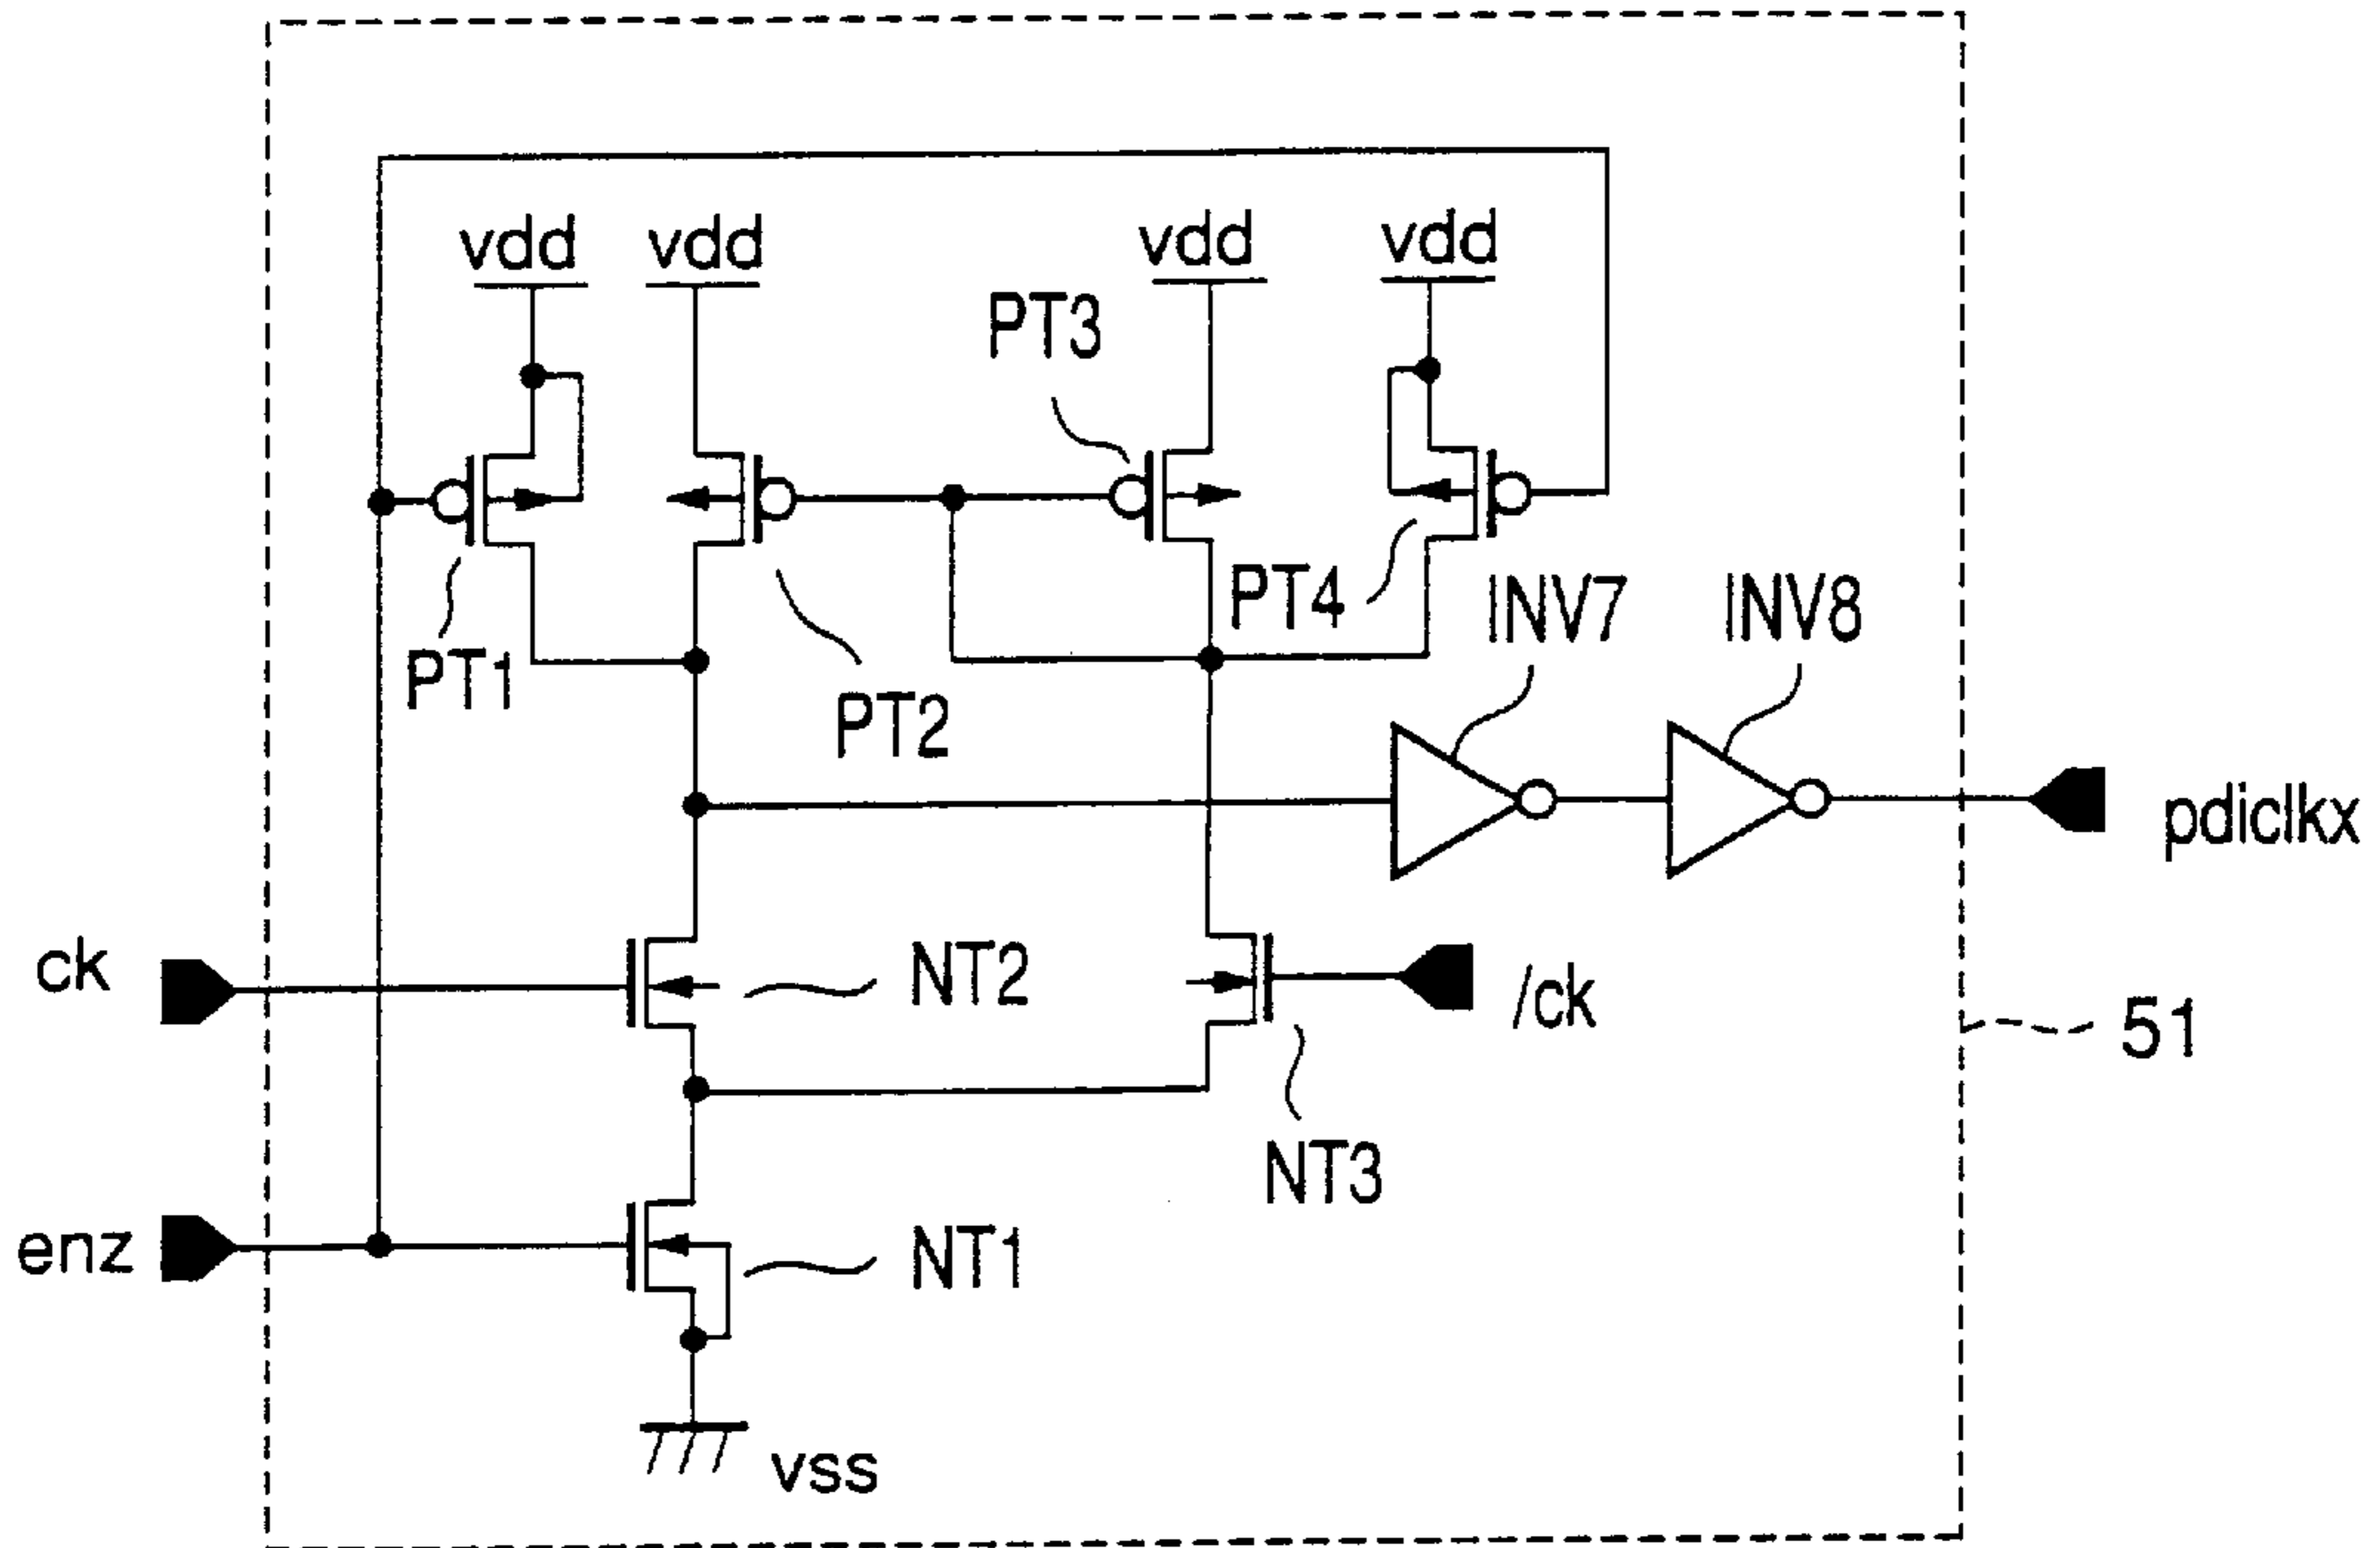 vdd
vdd
vdd
vdd
PT3
PT4
INV7
INV8
PT1
PT2
pdiclkx
ck
NT2
/ck
51
NT3
enz
NT1
vss